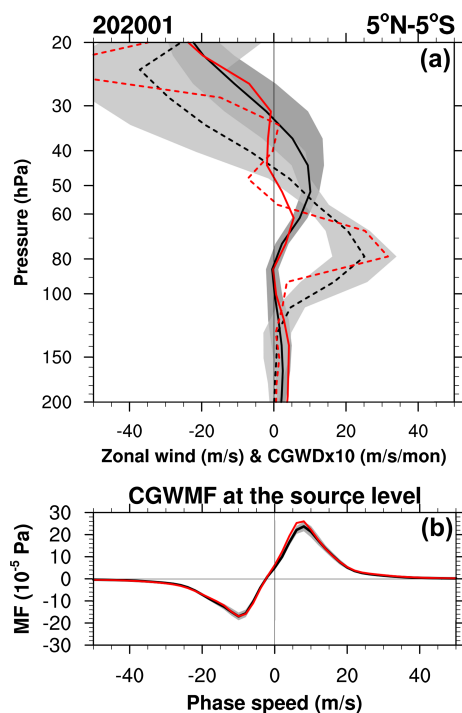 202001 5°N-5°S
(a)
20
30
40
50
60
80
100
150
200
Pressure (hPa)
-40 -20 0 20 40
Zonal wind (m/s) & CGWDx10 (m/s/mon)
CGWMF at the source level
(b)
30
20
10
0
-10
-20
-30
MF (10⁻⁵ Pa)
-40 -20 0 20 40
Phase speed (m/s)